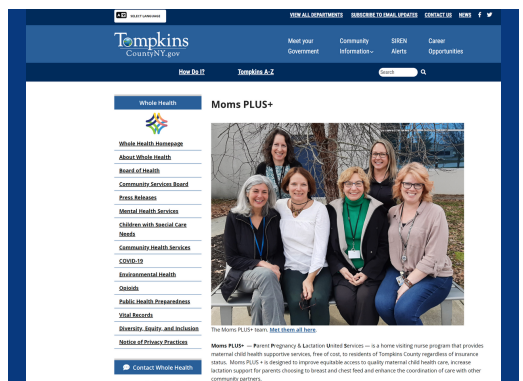 SELECT LANGUAGE
VIEW ALL DEPARTMENTS SUBSCRIBE TO EMAIL UPDATES CONTACT US NEWS
Tompkins
CountyNY.gov
Meet your Government
Community Information
SIREN Alerts
Career Opportunities
How Do I?
Tompkins A-Z
Search
Whole Health
Whole Health Homepage
About Whole Health
Board of Health
Community Services Board
Press Releases
Mental Health Services
Children with Special Care
Needs
Community Health Services
COVID-19
Environmental Health
Opioids
Public Health Preparedness
Vital Records
Diversity, Equity, and Inclusion
Notice of Privacy Practices
Contact Whole Health
Moms PLUS+
The Moms PLUS+ team. Met them all here.
Moms PLUS+ — Parent Pregnancy & Lactation United Services — is a home visiting nurse program that provides
maternal child health supportive services, free of cost, to residents of Tompkins County regardless of insurance
status. Moms PLUS+ is designed to improve equitable access to quality maternal child health care, increase
lactation support for parents choosing to breast and chest feed and enhance the coordination of care with other
community partners.